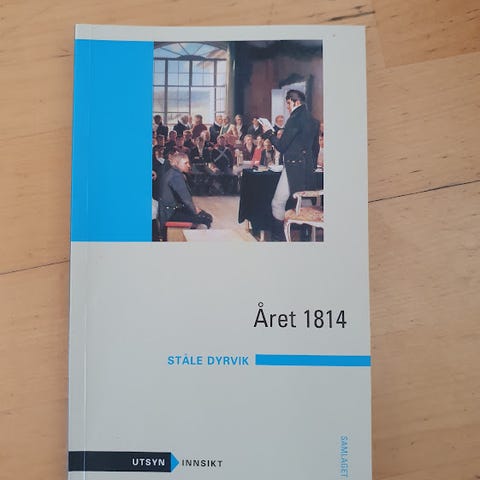 Året 1814
STÅLE DYRVIK
UTSYN INNSIKT
SAMLAGET